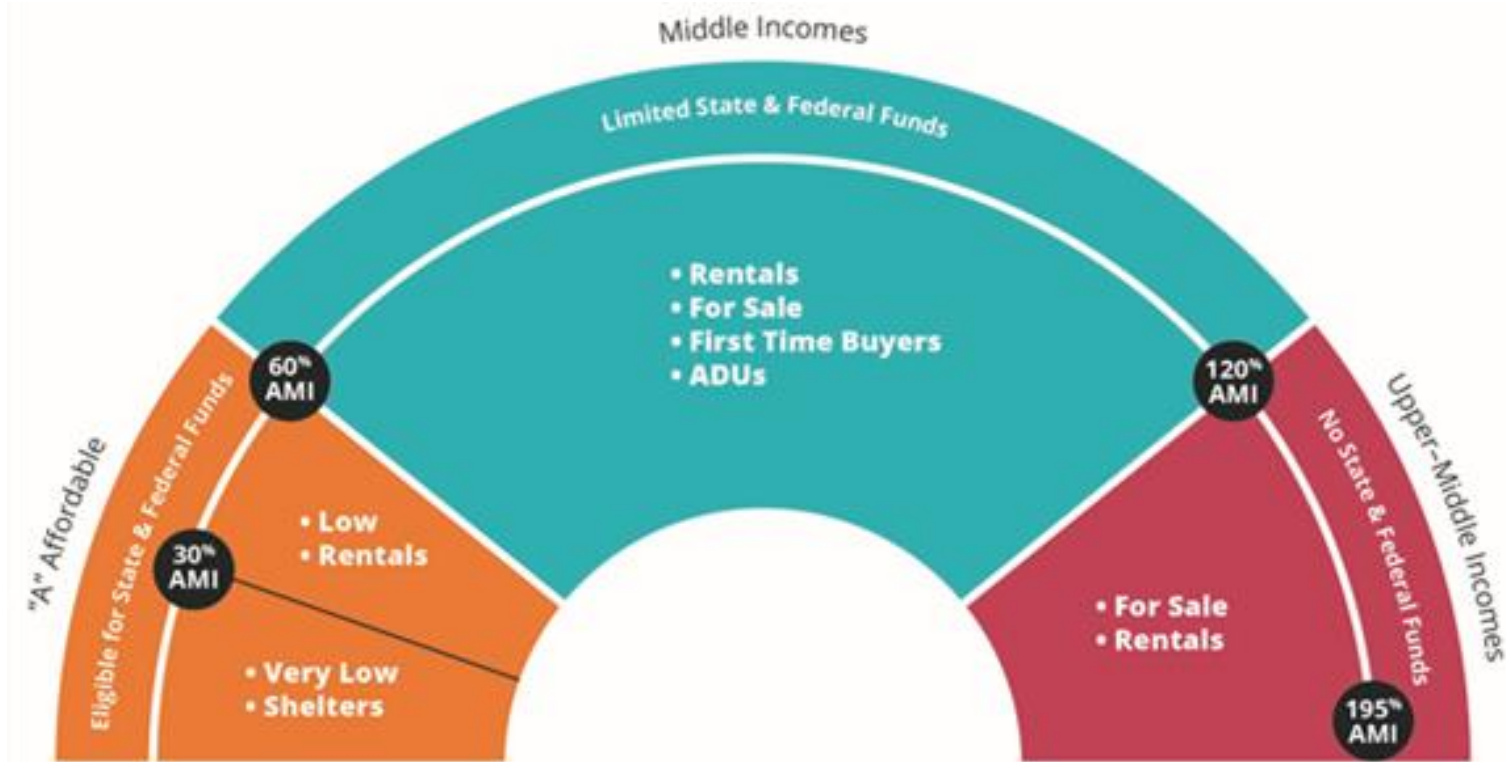 Middle Incomes
Limited State & Federal Funds
• Rentals
• For Sale
• First Time Buyers
• ADUs
60%
AMI
120%
AMI
"A" Affordable
Eligible for State & Federal Funds
30%
AMI
• Low
• Rentals
• Very Low
• Shelters
Upper-Middle Incomes
No State & Federal Funds
• For Sale
• Rentals
195%
AMI